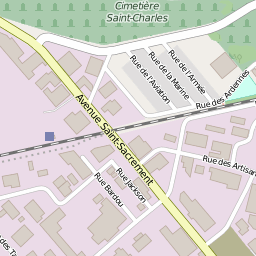 Cimetière
Saint-Charles
Rue de l'Armée
Rue de la Marine
Rue de l'Aviation
Rue des Ardennes
Avenue Saint-Sacrement
Rue des Artisans
Rue Bardou
Rue Jackson